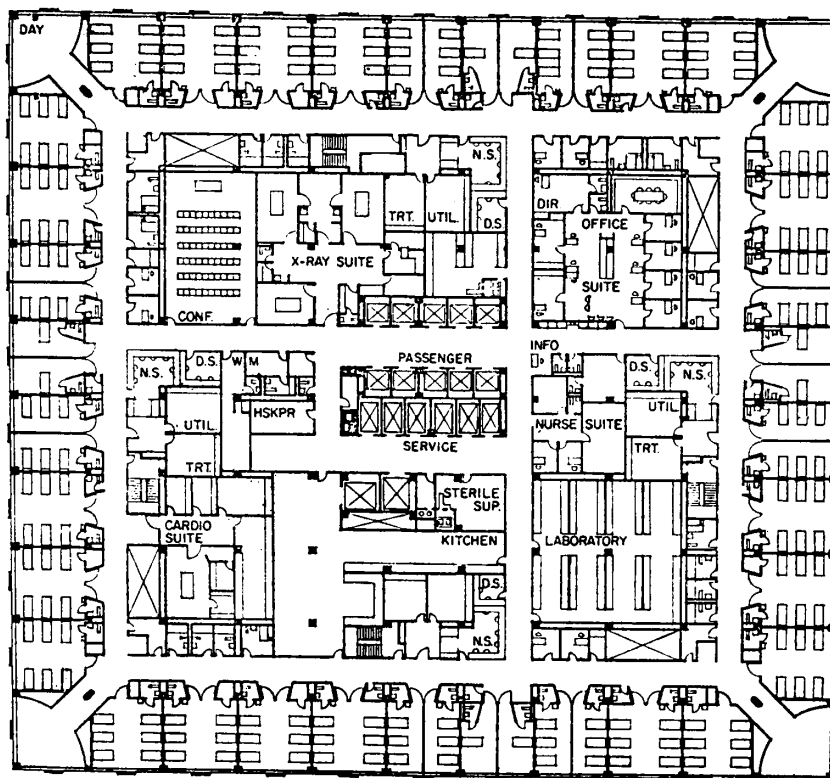 DAY
N.S.
DIR.
TRT.
UTIL.
D.S.
OFFICE
X-RAY SUITE
SUITE
CONF.
INFO
PASSENGER
D.S.
W
M
D.S.
N.S.
N.S.
HSKPR
UTIL
UTIL.
NURSE
SUITE
SERVICE
TRT.
TRT.
STERILE
SUP.
CARDIO
SUITE
KITCHEN
LABORATORY
D.S.
N.S.